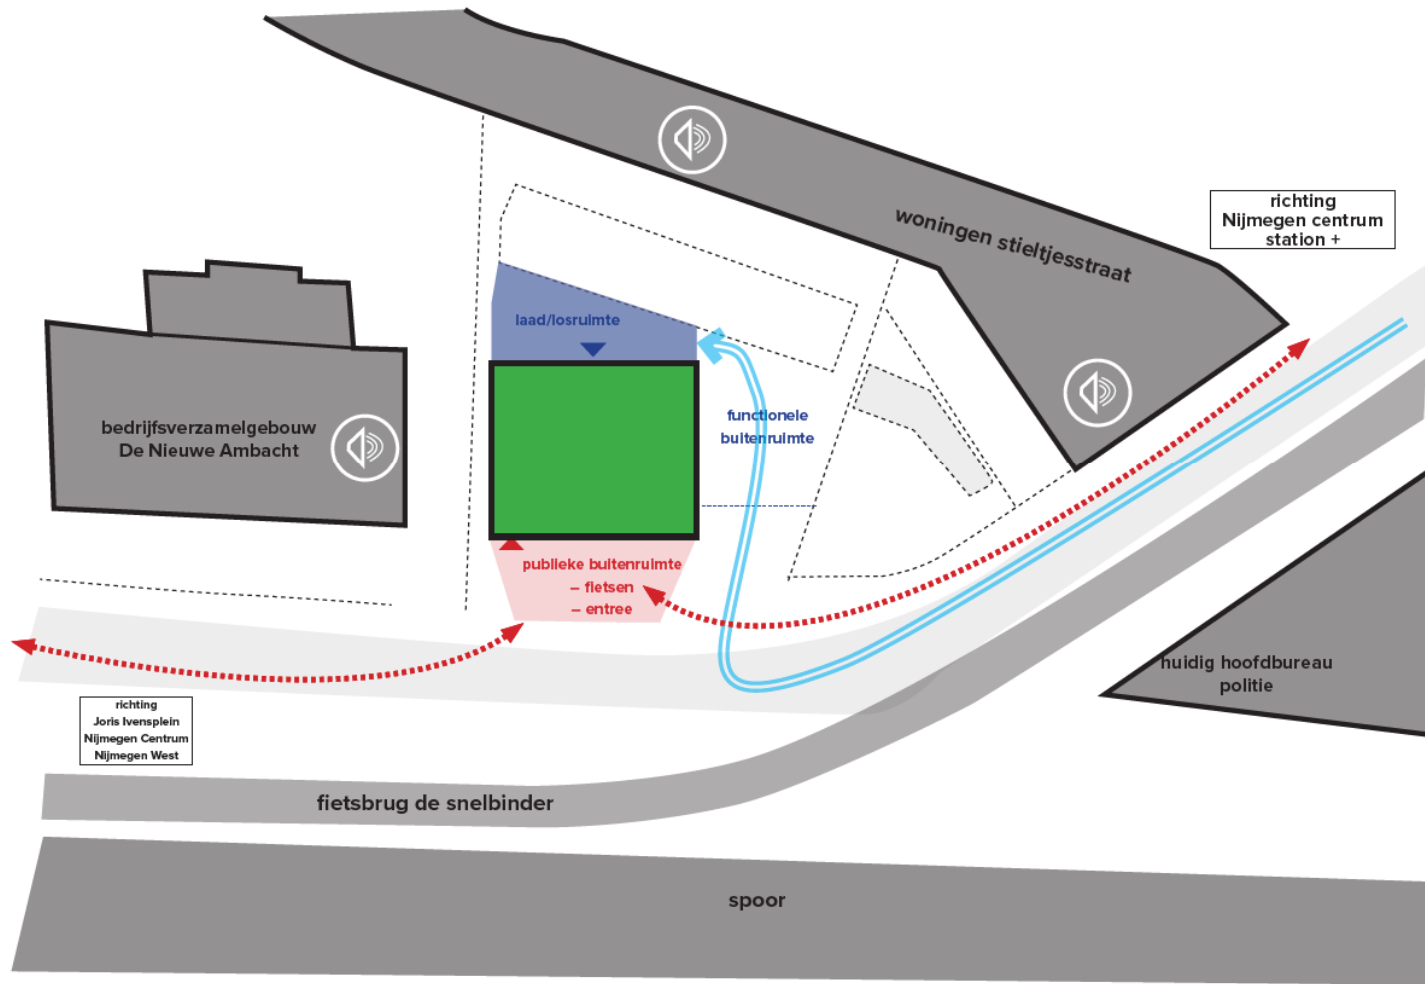 woningen stieltjesstraat
richting
Nijmegen centrum
station +
laad/losruimte
functionele
buitenruimte
bedrijfsverzamelgebouw
De Nieuwe Ambacht
publieke buitenruimte
– fietsen
– entree
huidig hoofdbureau
politie
richting
Joris Ivensplein
Nijmegen Centrum
Nijmegen West
fietsbrug de snelbinder
spoor